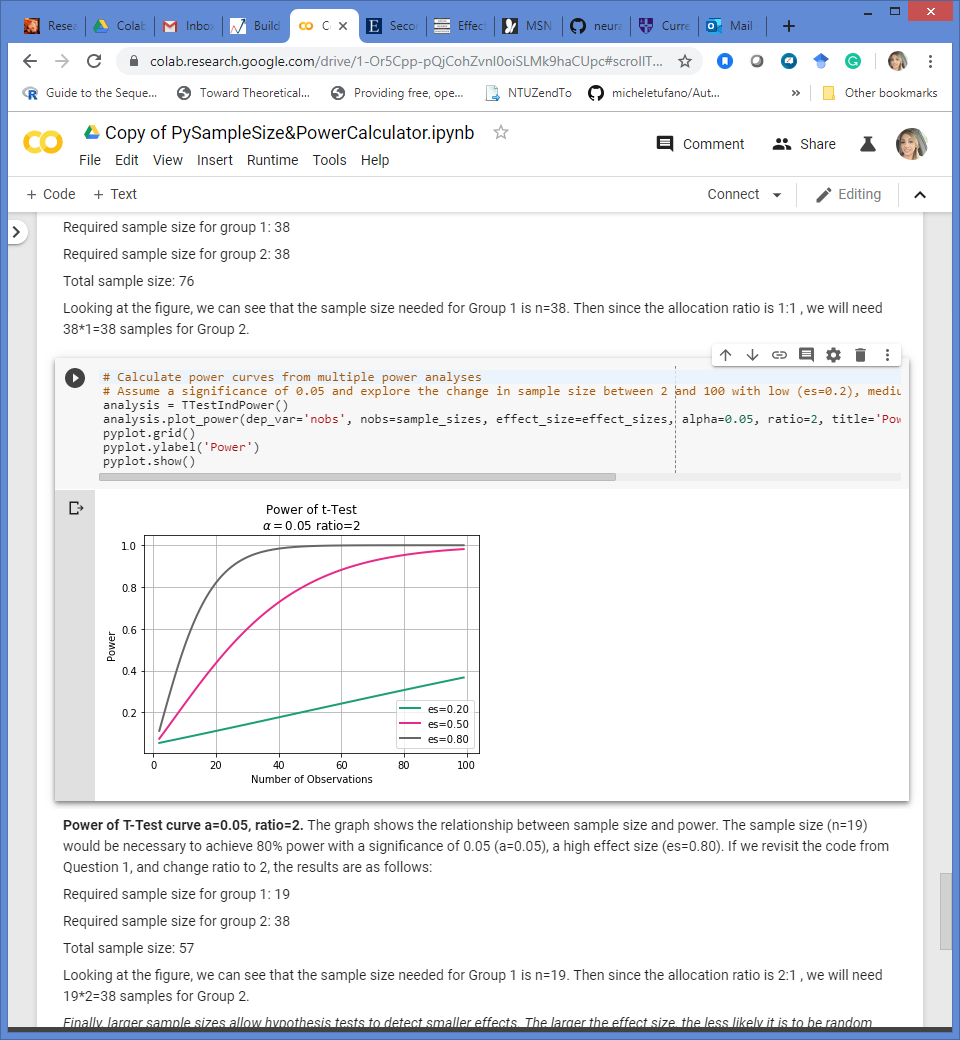 Resea
Colab
Inbo
Build
C
Seco
Effec
MSN
neura
Curre
Mail
colab.research.google.com/drive/1-Or5Cpp-pQjCohZvnI0oiSLMk9haCUpc#scrollT...
Guide to the Seque...
Toward Theoretical...
Providing free, ope...
NTUZendTo
micheletufano/Aut...
»
Other bookmarks
Copy of PySampleSize&PowerCalculator.ipynb
Comment
Share
File Edit View Insert Runtime Tools Help
+ Code + Text
Connect
Editing
Required sample size for group 1: 38
Required sample size for group 2: 38
Total sample size: 76
Looking at the figure, we can see that the sample size needed for Group 1 is n=38. Then since the allocation ratio is 1:1 , we will need
38*1=38 samples for Group 2.
# Calculate power curves from multiple power analyses
# Assume a significance of 0.05 and explore the change in sample size between 2 and 100 with low (es=0.2), mediu
analysis = TTestIndPower()
analysis.plot_power(dep_var='nobs', nobs=sample_sizes, effect_size=effect_sizes, alpha=0.05, ratio=2, title='Pow
pyplot.grid()
pyplot.ylabel('Power')
pyplot.show()
Power of t-Test
α = 0.05 ratio=2
1.0
0.8
0.6
0.4
0.2
Power
es=0.20
es=0.50
es=0.80
0 20 40 60 80 100
Number of Observations
Power of T-Test curve a=0.05, ratio=2. The graph shows the relationship between sample size and power. The sample size (n=19)
would be necessary to achieve 80% power with a significance of 0.05 (a=0.05), a high effect size (es=0.80). If we revisit the code from
Question 1, and change ratio to 2, the results are as follows:
Required sample size for group 1: 19
Required sample size for group 2: 38
Total sample size: 57
Looking at the figure, we can see that the sample size needed for Group 1 is n=19. Then since the allocation ratio is 2:1 , we will need
19*2=38 samples for Group 2.
Finally, larger sample sizes allow hypothesis tests to detect smaller effects. The larger the effect size, the less likely it is to be random